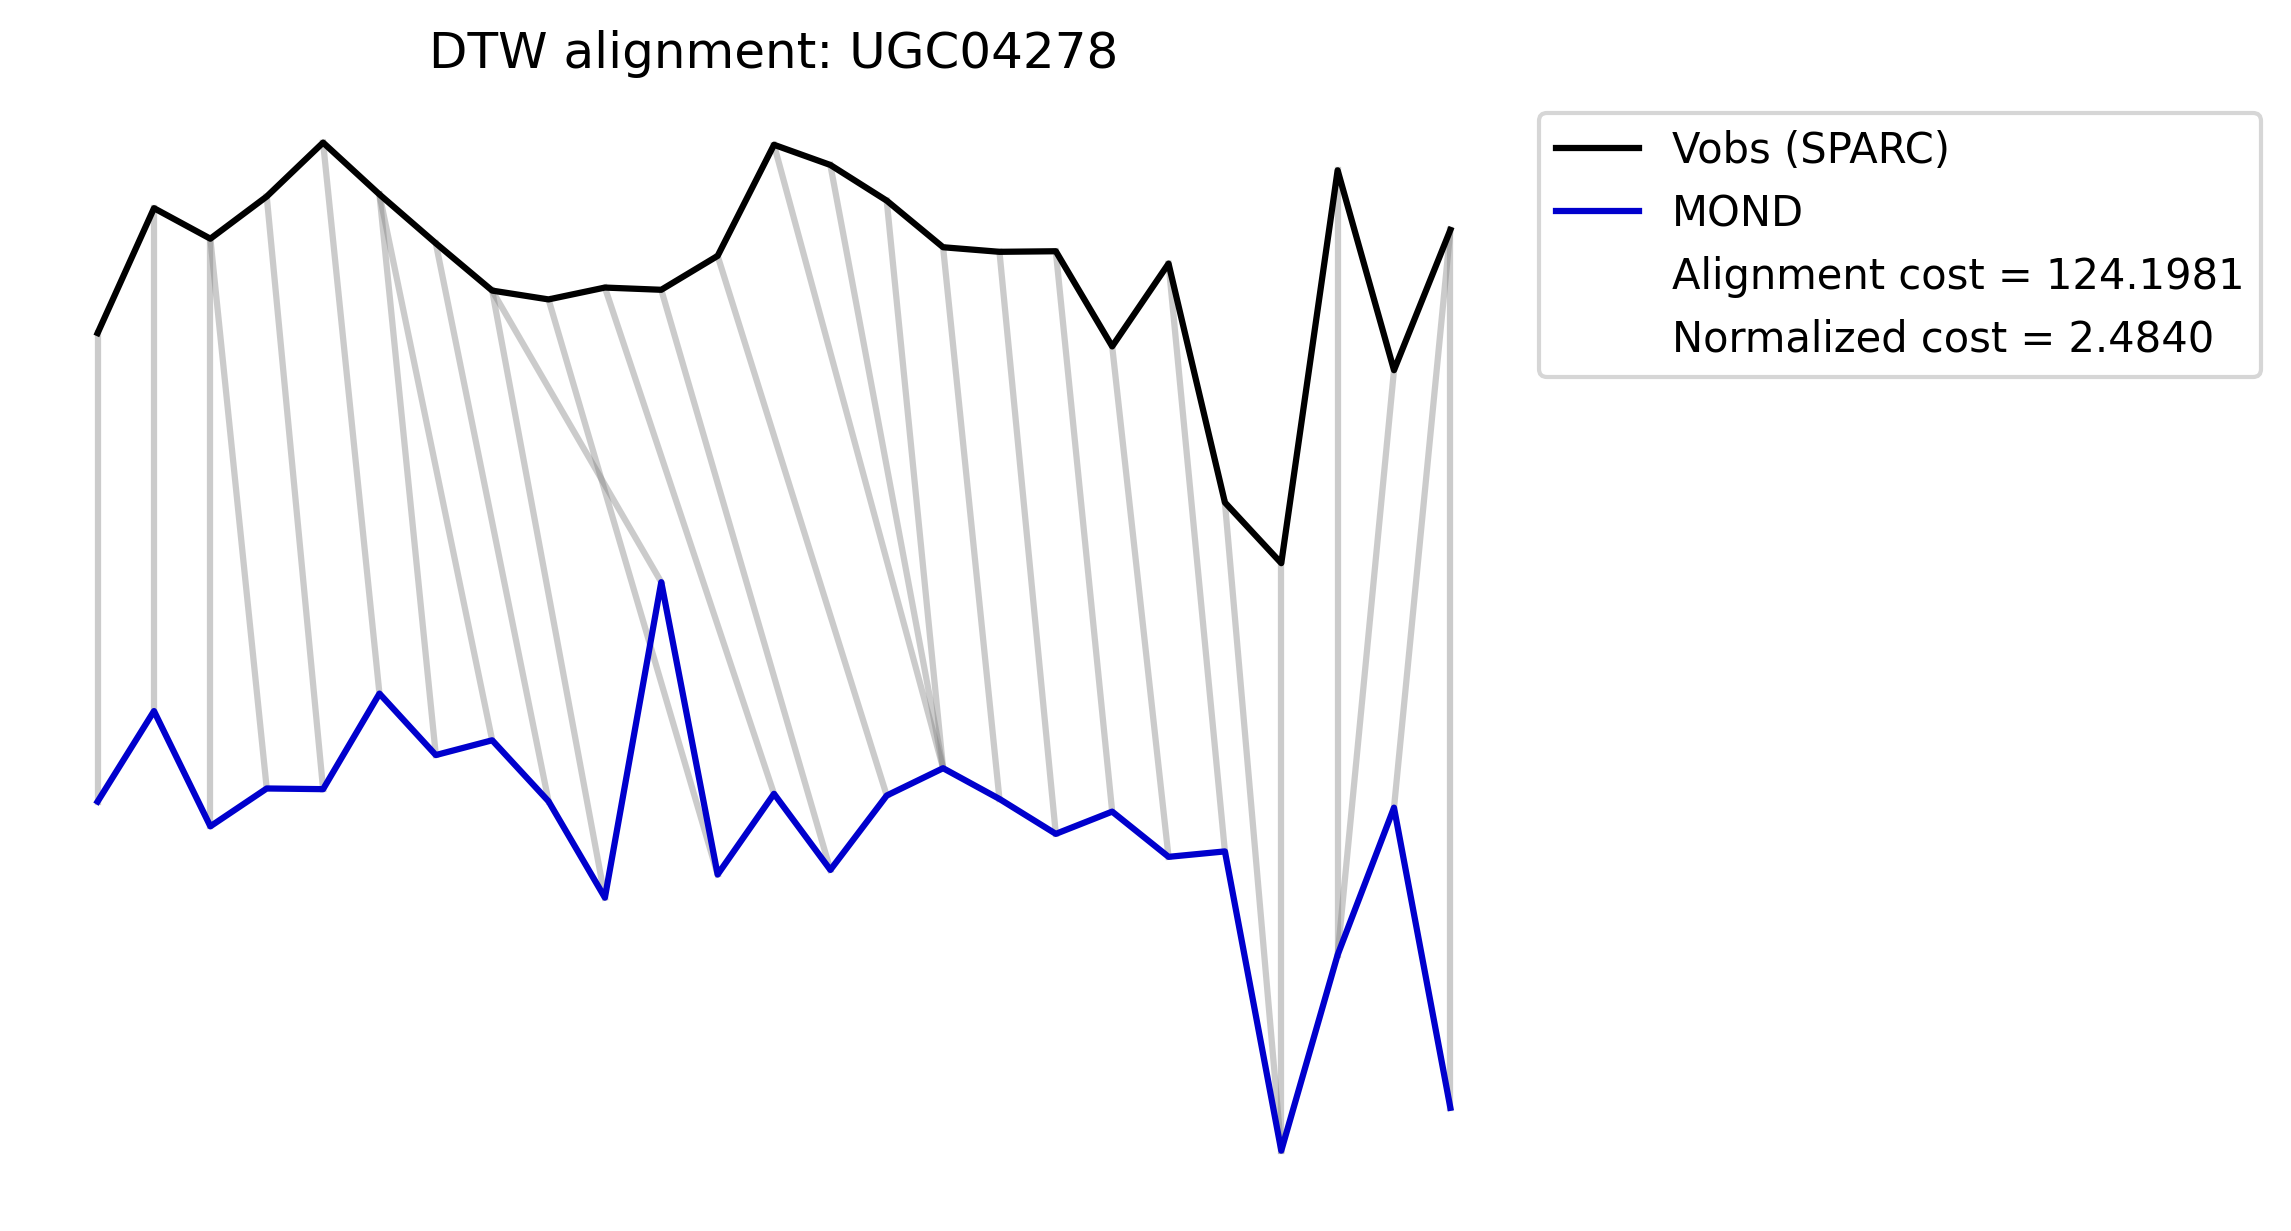 DTW alignment: UGC04278
Vobs (SPARC)
MOND
Alignment cost = 124.1981
Normalized cost = 2.4840